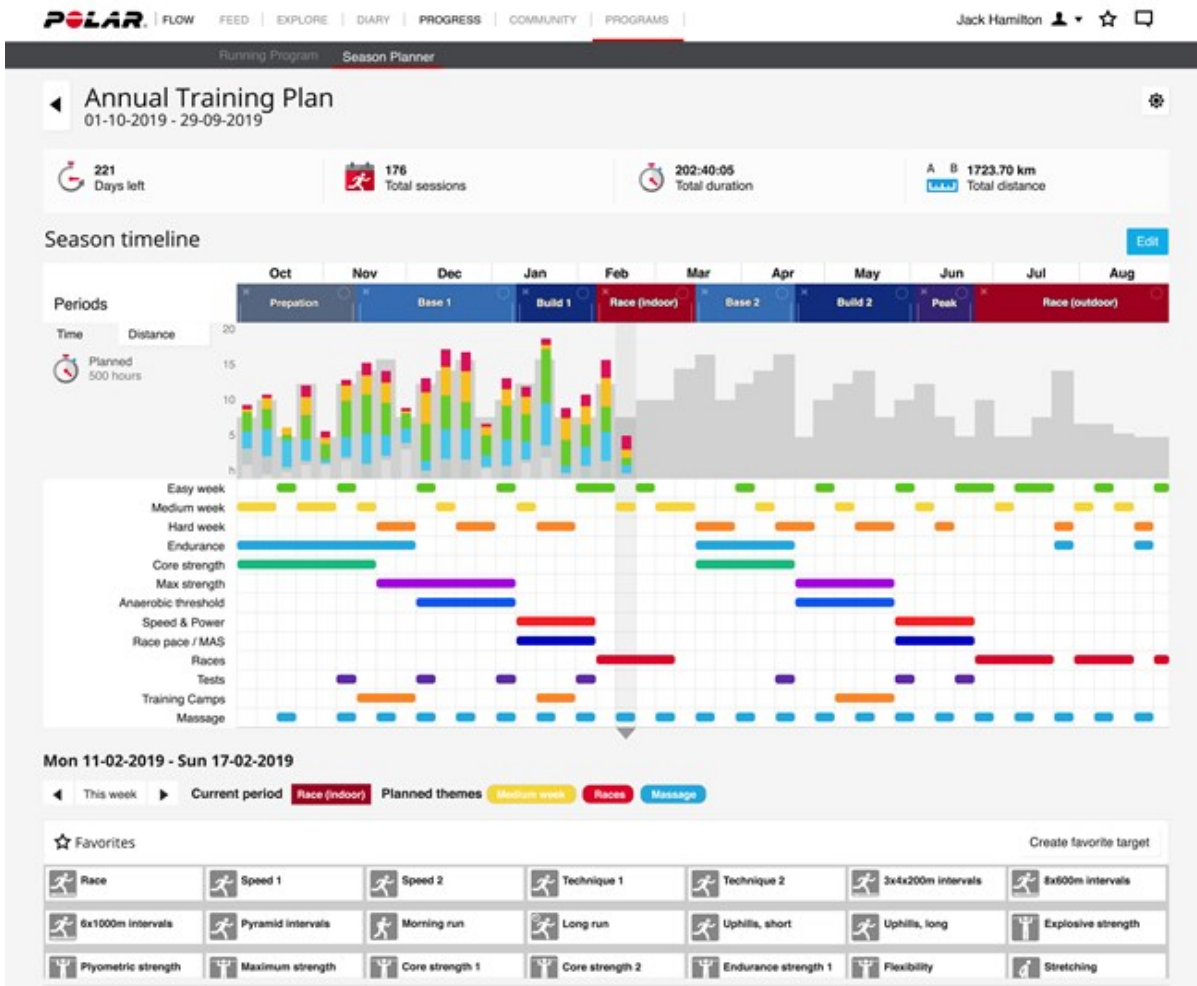 POLAR. FLOW FEED EXPLORE DIARY PROGRESS COMMUNITY PROGRAMS Jack Hamilton
Running Program Season Planner
Annual Training Plan
01-10-2019 - 29-09-2019
221 176 202:40:05 A B 1723.70 km
Days left Total sessions Total duration Total distance
Season timeline Edit
Oct Nov Dec Jan Feb Mar Apr May Jun Jul Aug
Periods Prepation Base 1 Build 1 Race (indoor) Base 2 Build 2 Peak Race (outdoor)
Time Distance 20
Planned 15
500 hours
10
5
h
Easy week
Medium week
Hard week
Endurance
Core strength
Max strength
Anaerobic threshold
Speed & Power
Race pace / MAS
Races
Tests
Training Camps
Massage
Mon 11-02-2019 - Sun 17-02-2019
This week Current period Race (indoor) Planned themes Medium week Races Massage
Favorites Create favorite target
Race Speed 1 Speed 2 Technique 1 Technique 2 3x4x200m intervals 8x600m intervals
6x1000m intervals Pyramid intervals Morning run Long run Uphills, short Uphills, long Explosive strength
Plyometric strength Maximum strength Core strength 1 Core strength 2 Endurance strength 1 Flexibility Stretching